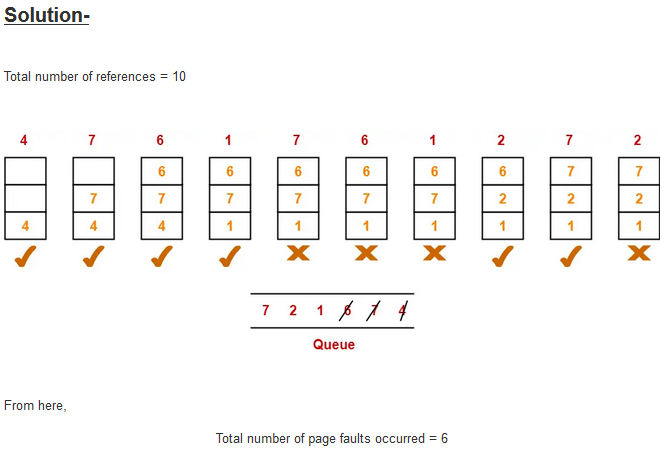 Solution-
Total number of references = 10
4 7 6 1 7 6 1 2 7 2
6 6 6 6 6 6 7 7
7 7 7 7 7 7 2 2 2
4 4 4 1 1 1 1 1 1 1
7 2 1 6 7 4
Queue
From here,
Total number of page faults occurred = 6